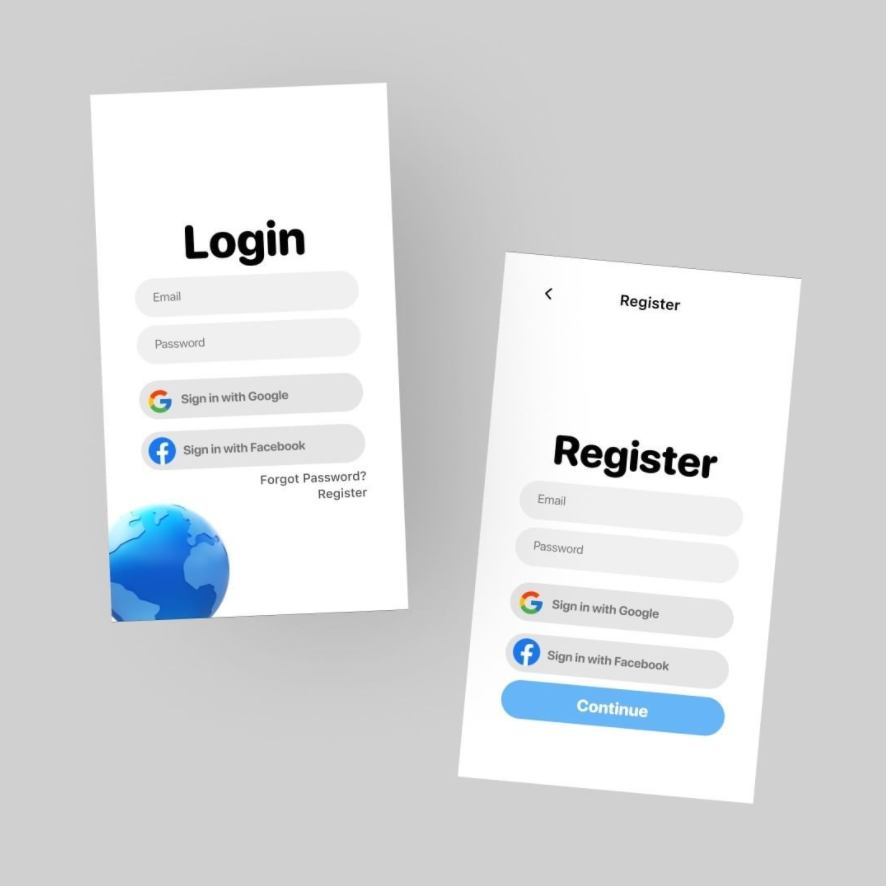 Login
Email
Password
Sign in with Google
Sign in with Facebook
Forgot Password?
Register
Register
Register
Email
Password
Sign in with Google
Sign in with Facebook
Continue